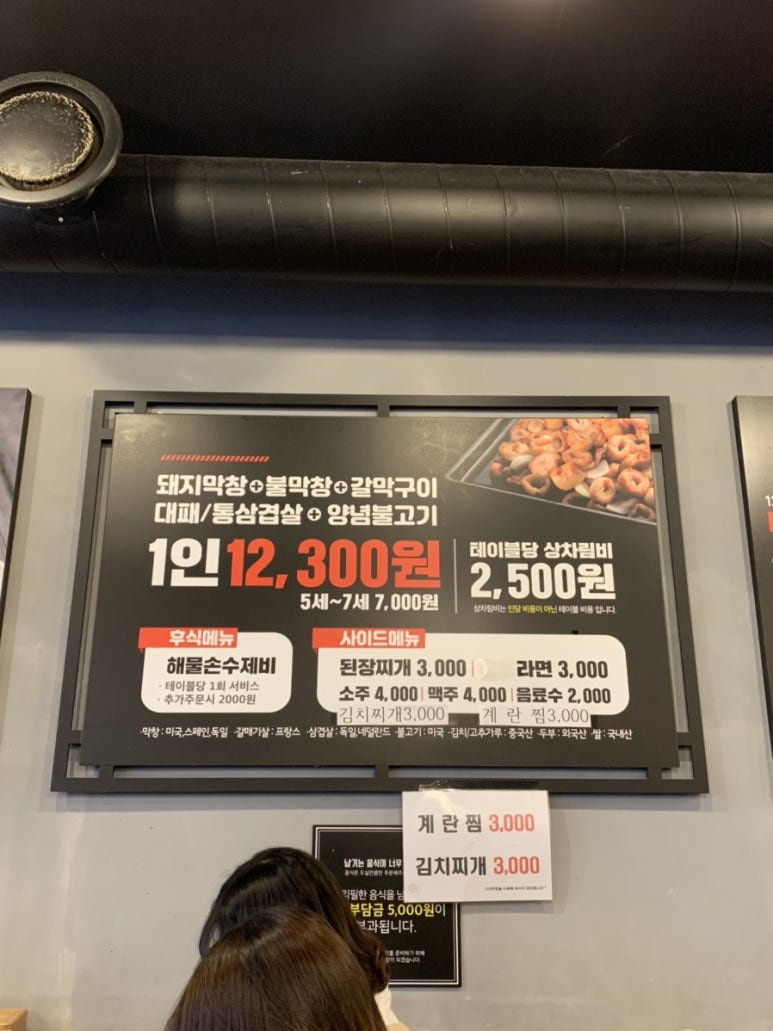 돼지막창+불막창+갈막구이
대패/통삼겹살 + 양념불고기
1인 12,300원
5세~7세 7,000원
테이블당 상차림비
2,500원
상차림비는 인당 비용이 아닌 테이블 비용 입니다.
후식메뉴
해물손수제비
· 테이블당 1회 서비스
· 추가주문시 2000원
사이드메뉴
된장찌개 3,000 | 라면 3,000
소주 4,000 | 맥주 4,000 | 음료수 2,000
김치찌개3,000 계 란 찜3,000
·막창 : 미국,스페인,독일 ·갈매기살 : 프랑스 ·삼겹살 : 독일,네덜란드 ·불고기 : 미국 ·김치/고추가루 : 중국산 ·두부 : 외국산 ·쌀 : 국내산
계 란 찜 3,000
김치찌개 3,000
남기는 음식이 너무
리필한 음식을 남
부담금 5,000원이
부과됩니다.